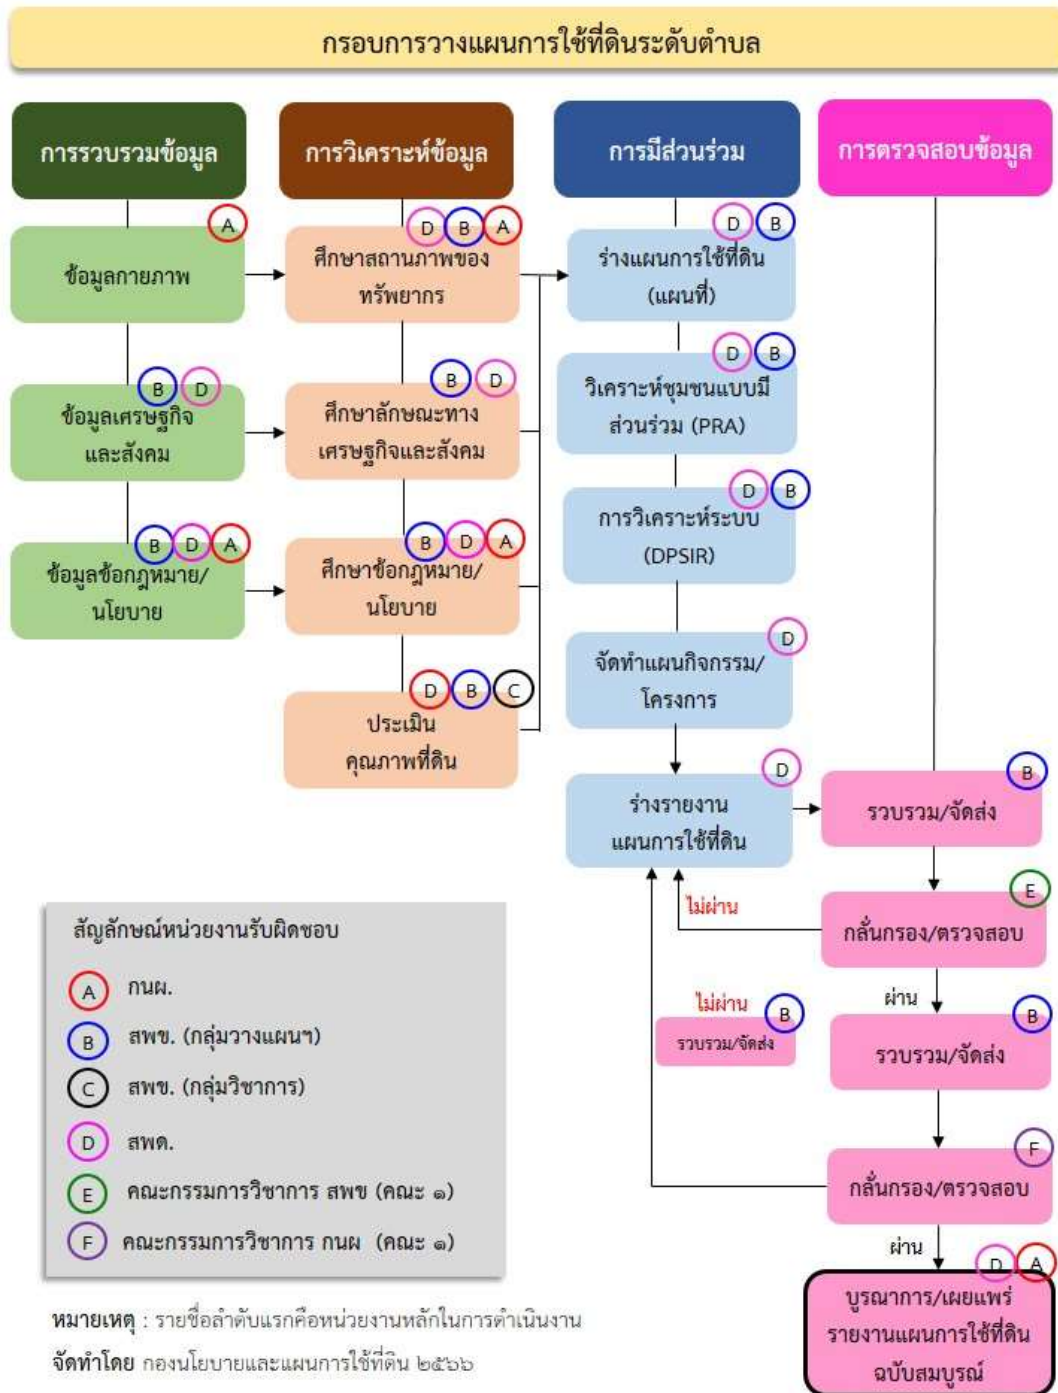 กรอบการวางแผนการใช้ที่ดินระดับตำบล
การรวบรวมข้อมูล
A
ข้อมูลกายภาพ
B D
ข้อมูลเศรษฐกิจ
และสังคม
B D A
ข้อมูลข้อกฎหมาย/
นโยบาย
การวิเคราะห์ข้อมูล
D B A
ศึกษาสถานภาพของ
ทรัพยากร
B D
ศึกษาลักษณะทาง
เศรษฐกิจและสังคม
B D A
ศึกษาข้อกฎหมาย/
นโยบาย
D B C
ประเมิน
คุณภาพที่ดิน
การมีส่วนร่วม
D B
ร่างแผนการใช้ที่ดิน
(แผนที่)
D B
วิเคราะห์ชุมชนแบบมี
ส่วนร่วม (PRA)
D B
การวิเคราะห์ระบบ
(DPSIR)
D
จัดทำแผนกิจกรรม/
โครงการ
D
ร่างรายงาน
แผนการใช้ที่ดิน
การตรวจสอบข้อมูล
B
รวบรวม/จัดส่ง
E
กลั่นกรอง/ตรวจสอบ
ไม่ผ่าน
ผ่าน
B
รวบรวม/จัดส่ง
ไม่ผ่าน
B
รวบรวม/จัดส่ง
F
กลั่นกรอง/ตรวจสอบ
ผ่าน
D A
บูรณาการ/เผยแพร่
รายงานแผนการใช้ที่ดิน
ฉบับสมบูรณ์
สัญลักษณ์หน่วยงานรับผิดชอบ
A กนผ.
B สพข. (กลุ่มวางแผนฯ)
C สพข. (กลุ่มวิชาการ)
D สพด.
E คณะกรรมการวิชาการ สพข (คณะ ๑)
F คณะกรรมการวิชาการ กนผ (คณะ ๑)
หมายเหตุ : รายชื่อลำดับแรกคือหน่วยงานหลักในการดำเนินงาน
จัดทำโดย กองนโยบายและแผนการใช้ที่ดิน ๒๕๖๖